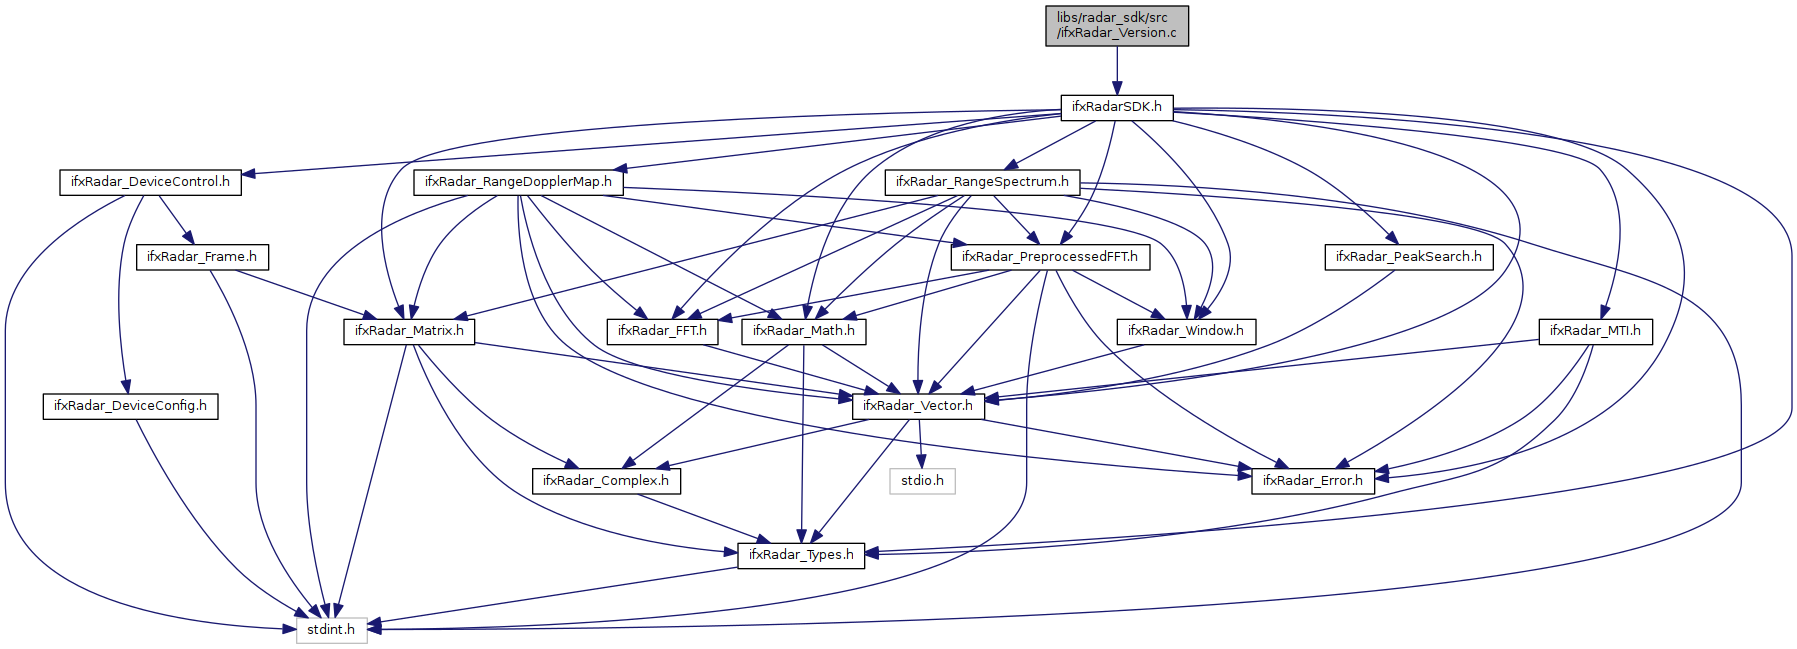 libs/radar_sdk/src
/ifxRadar_Version.c
ifxRadarSDK.h
ifxRadar_DeviceControl.h
ifxRadar_RangeDopplerMap.h
ifxRadar_RangeSpectrum.h
ifxRadar_Frame.h
ifxRadar_PreprocessedFFT.h
ifxRadar_PeakSearch.h
ifxRadar_Matrix.h
ifxRadar_FFT.h
ifxRadar_Math.h
ifxRadar_Window.h
ifxRadar_MTI.h
ifxRadar_DeviceConfig.h
ifxRadar_Vector.h
ifxRadar_Complex.h
stdio.h
ifxRadar_Error.h
ifxRadar_Types.h
stdint.h